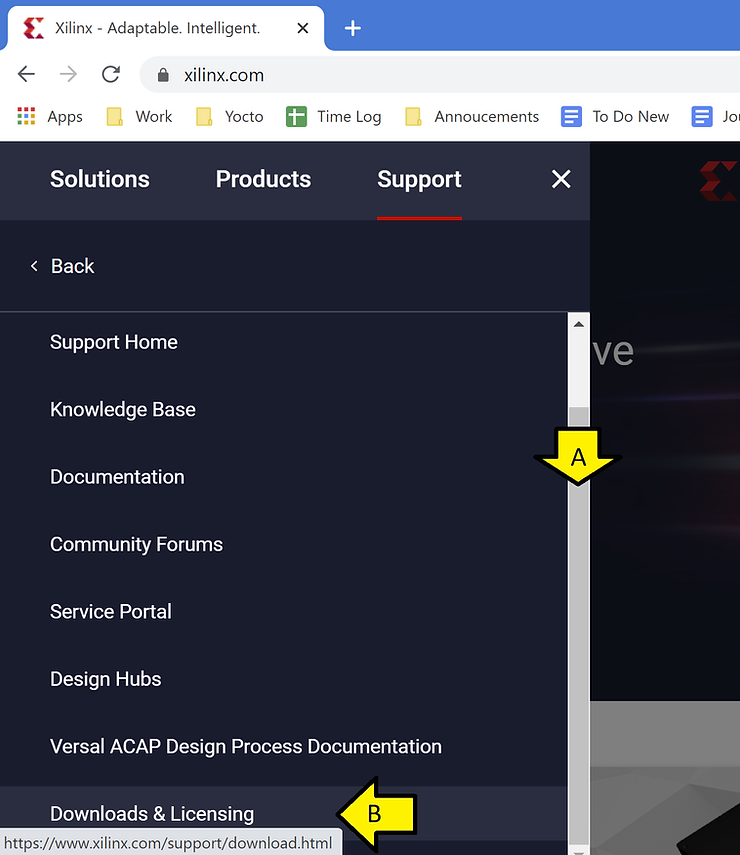 Xilinx - Adaptable. Intelligent.
xilinx.com
Apps Work Yocto Time Log Annoucements To Do New Jou
Solutions Products Support
Back
ve
Support Home
Knowledge Base
Documentation
A
Community Forums
Service Portal
Design Hubs
Versal ACAP Design Process Documentation
Downloads & Licensing B
https://www.xilinx.com/support/download.html